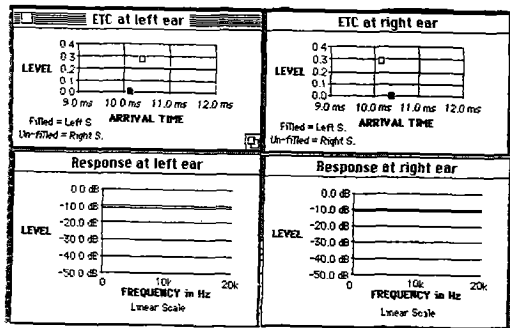 ETC at left ear
0.4
0.3
0.2
0.1
0.0
LEVEL
9.0 ms 10.0 ms 11.0 ms 12.0 ms
ARRIVAL TIME
Filled = Left S.
Un-filled = Right S.
ETC at right ear
0.4
0.3
0.2
0.1
0.0
LEVEL
9.0 ms 10.0 ms 11.0 ms 12.0 ms
ARRIVAL TIME
Filled = Left S.
Un-filled = Right S.
Response at left ear
0.0 dB
-10.0 dB
-20.0 dB
-30.0 dB
-40.0 dB
-50.0 dB
LEVEL
0 10k 20k
FREQUENCY in Hz
Linear Scale
Response at right ear
0.0 dB
-10.0 dB
-20.0 dB
-30.0 dB
-40.0 dB
-50.0 dB
LEVEL
0 10k 20k
FREQUENCY in Hz
Linear Scale